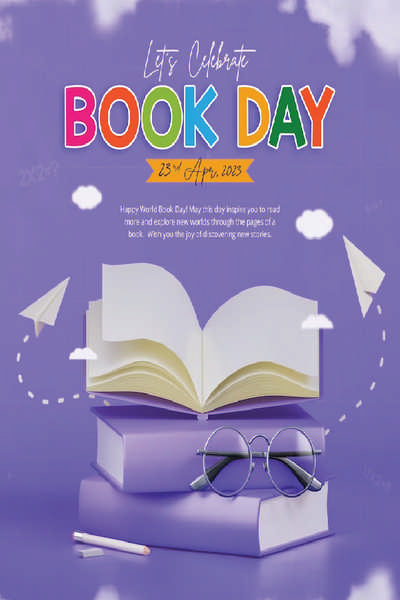 Let's Celebrate
BOOK DAY
23rd Apr, 2023
Happy World Book Day! May this day inspire you to read
more and explore new worlds through the pages of a
book. Wish you the joy of discovering new stories.